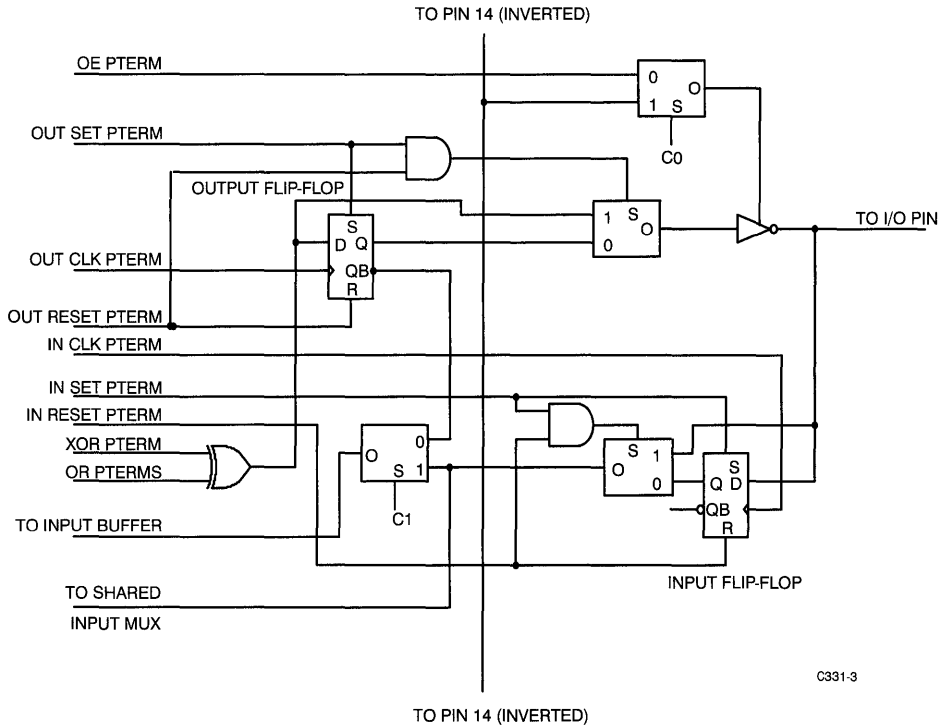 TO PIN 14 (INVERTED)
OE PTERM
0
O
1 S
C0
OUT SET PTERM
OUTPUT FLIP-FLOP
1 S
O
0
TO I/O PIN
S
D Q
OUT CLK PTERM
QB
R
OUT RESET PTERM
IN CLK PTERM
IN SET PTERM
IN RESET PTERM
XOR PTERM
OR PTERMS
0
O
S 1
C1
S 1
O
0
S
Q D
QB
R
TO INPUT BUFFER
INPUT FLIP-FLOP
TO SHARED
INPUT MUX
C331-3
TO PIN 14 (INVERTED)